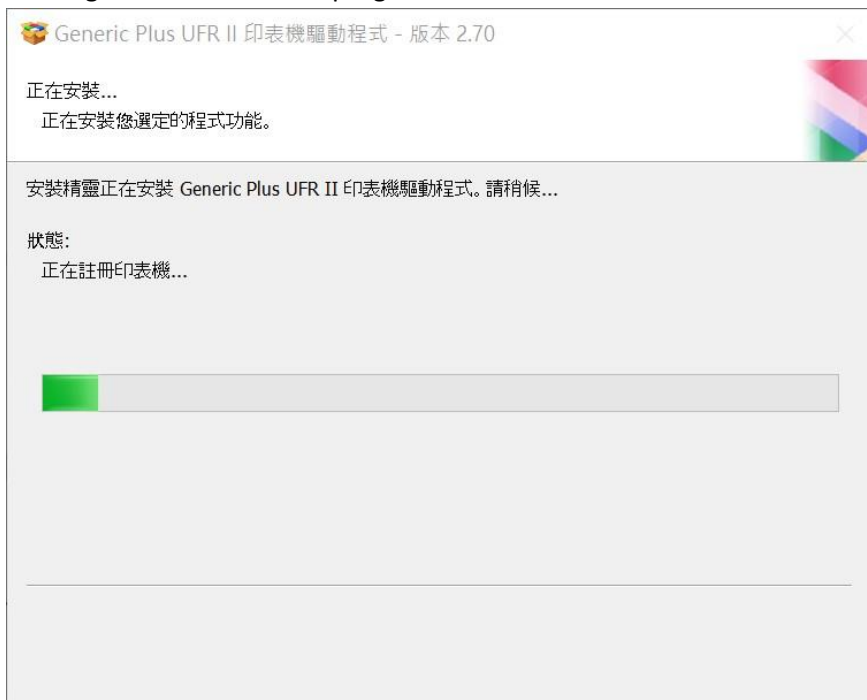 Generic Plus UFR II 印表機驅動程式 - 版本 2.70
正在安裝...
正在安裝您選定的程式功能。
安裝精靈正在安裝 Generic Plus UFR II 印表機驅動程式。請稍候...
狀態:
正在註冊印表機...